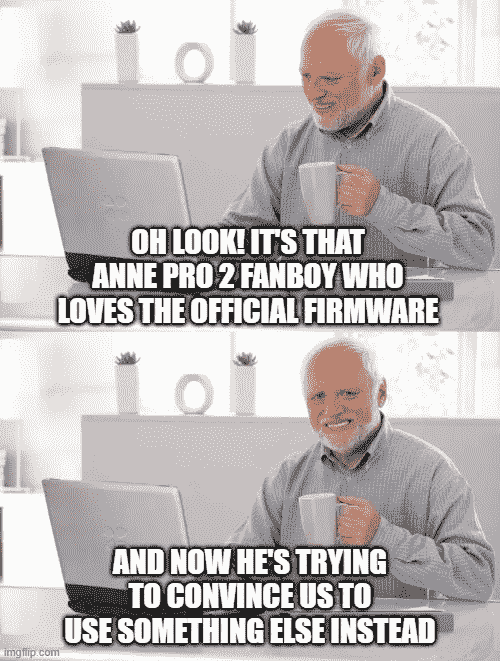 OH LOOK! IT'S THAT
ANNE PRO 2 FANBOY WHO
LOVES THE OFFICIAL FIRMWARE
AND NOW HE'S TRYING
TO CONVINCE US TO
USE SOMETHING ELSE INSTEAD
imgflip.com